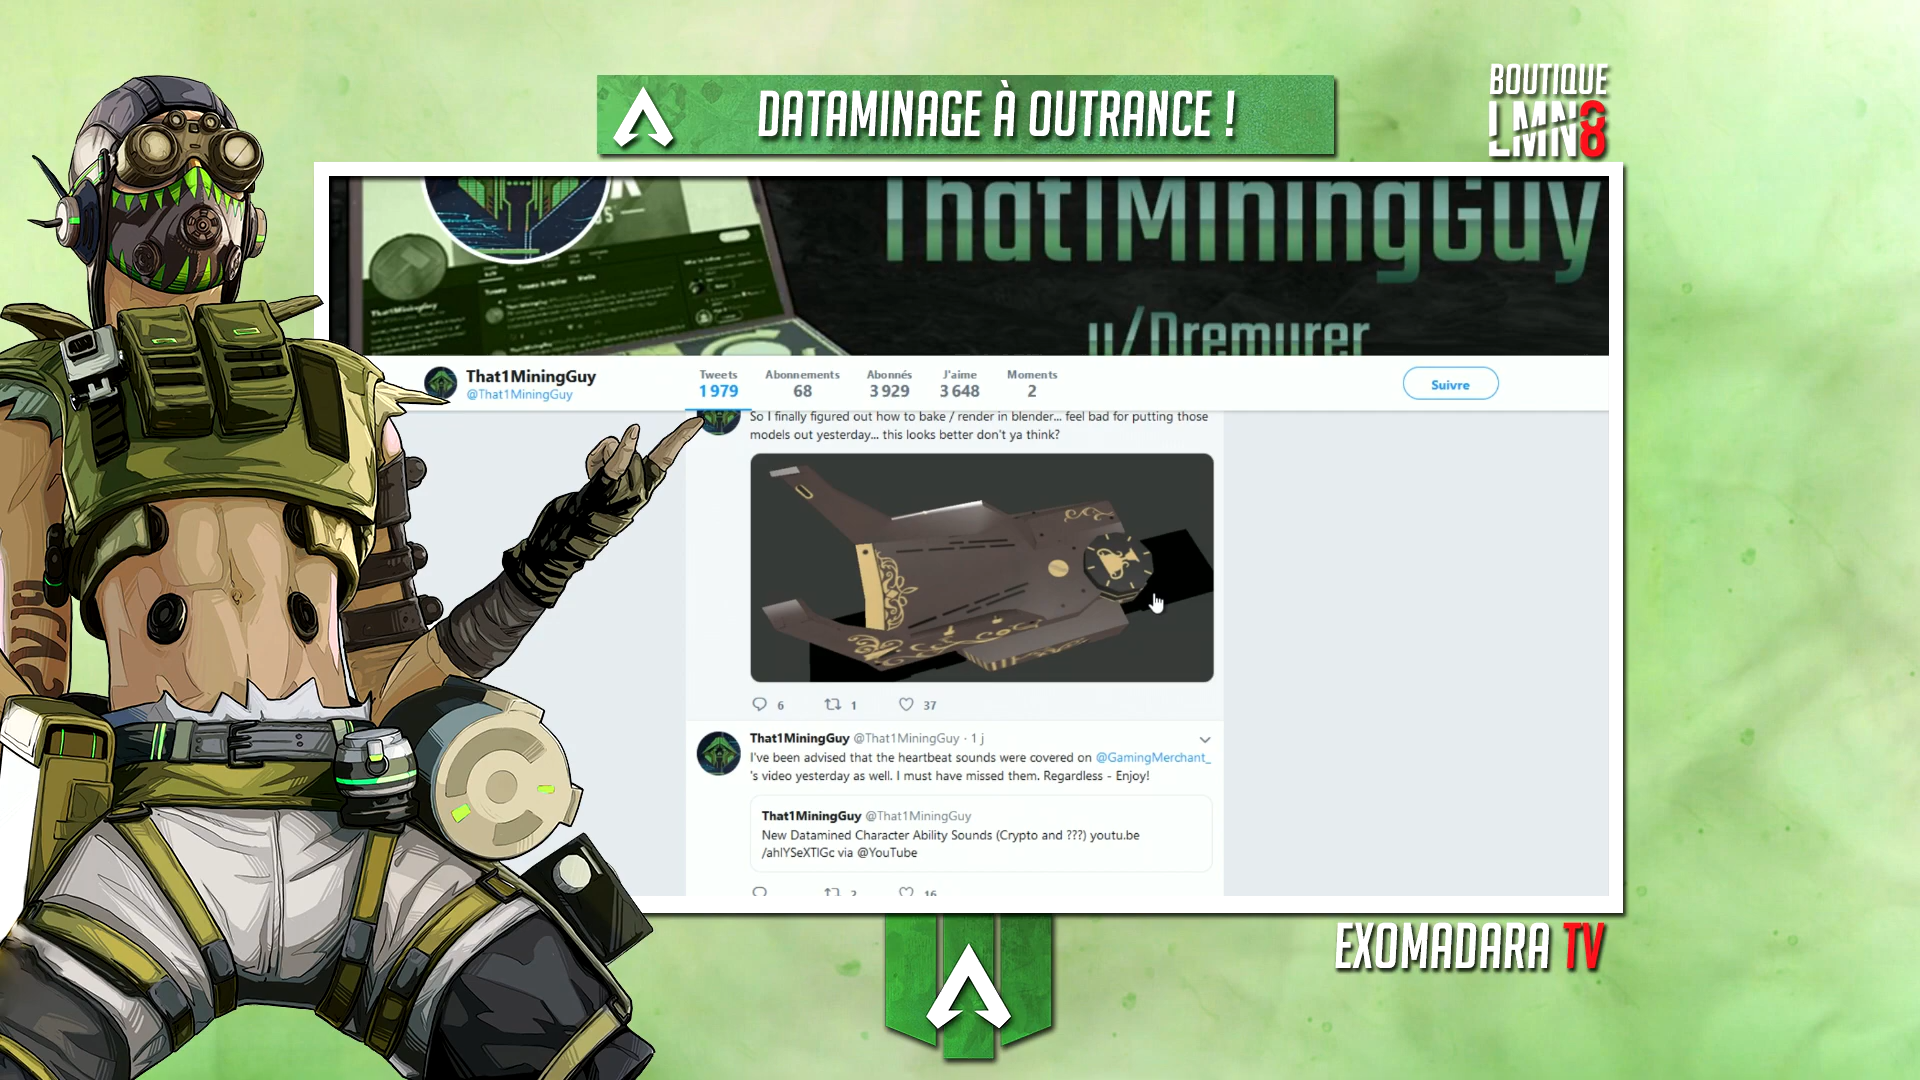 DATAMINAGE À OUTRANCE !
BOUTIQUE
LMN8
That1MiningGuy
u/Dremurer
That1MiningGuy
@That1MiningGuy
Tweets
1 979
Abonnements
68
Abonnés
3 929
J'aime
3 648
Moments
2
Suivre
So I finally figured out how to bake / render in blender... feel bad for putting those
models out yesterday... this looks better don't ya think?
6 1 37
That1MiningGuy @That1MiningGuy · 1 j
I've been advised that the heartbeat sounds were covered on @GamingMerchant_
's video yesterday as well. I must have missed them. Regardless - Enjoy!
That1MiningGuy @That1MiningGuy
New Datamined Character Ability Sounds (Crypto and ???) youtu.be
/ahlYSeXTlGc via @YouTube
2 16
EXOMADARA TV